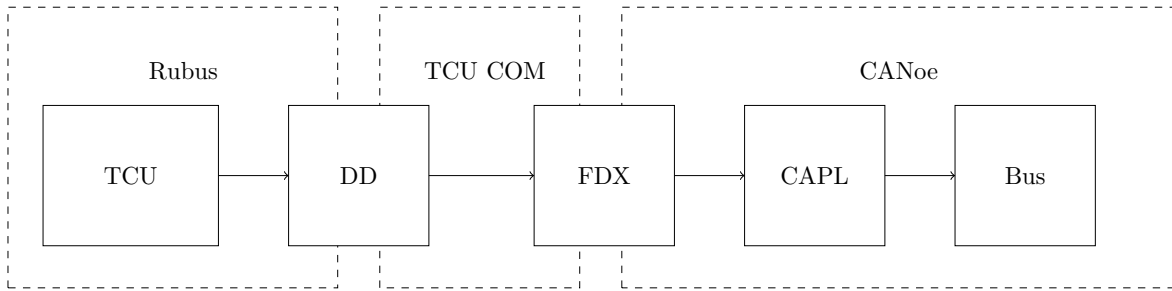 Rubus
TCU COM
CANoe
TCU
DD
FDX
CAPL
Bus